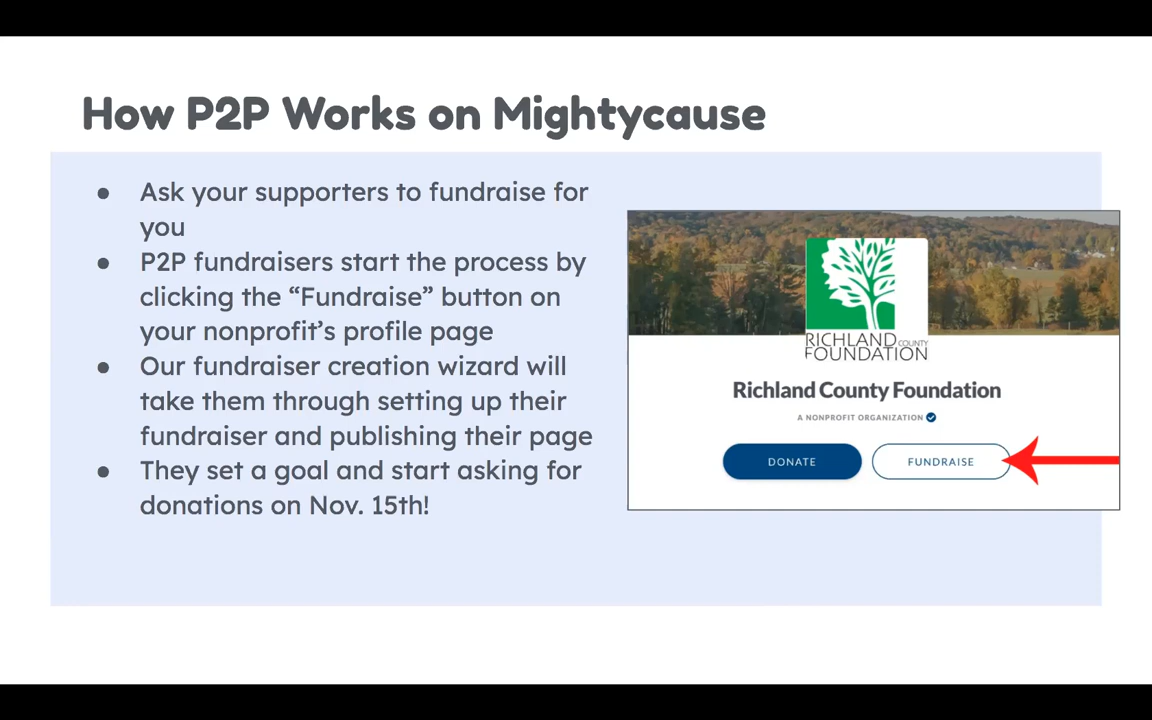 How P2P Works on Mightycause
● Ask your supporters to fundraise for
you
● P2P fundraisers start the process by
clicking the “Fundraise” button on
your nonprofit’s profile page
● Our fundraiser creation wizard will
take them through setting up their
fundraiser and publishing their page
● They set a goal and start asking for
donations on Nov. 15th!
RICHLAND COUNTY
FOUNDATION
Richland County Foundation
A NONPROFIT ORGANIZATION
DONATE
FUNDRAISE